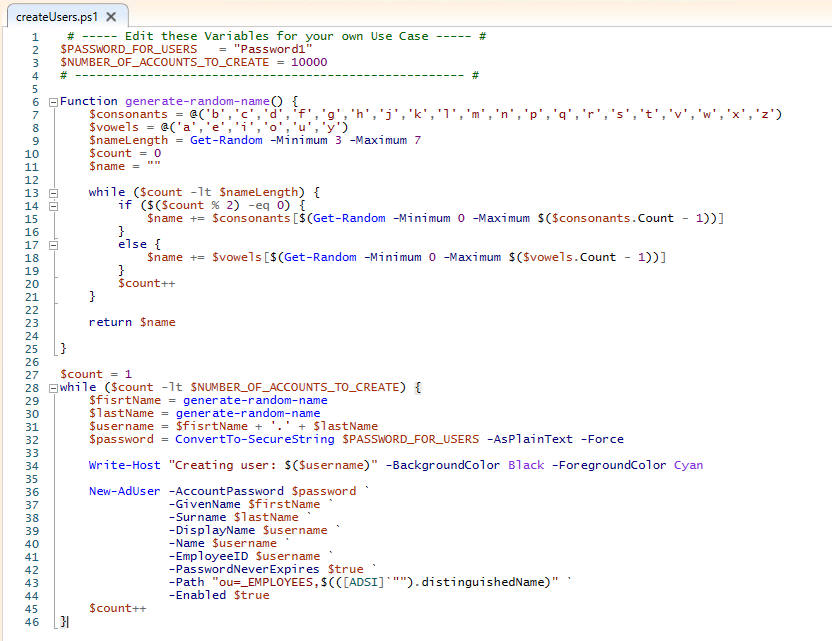 createUsers.ps1
1 # ----- Edit these Variables for your own Use Case ----- #
2 $PASSWORD_FOR_USERS   = "Password1"
3 $NUMBER_OF_ACCOUNTS_TO_CREATE = 10000
4 # ------------------------------------------------------ #
5
6 Function generate-random-name() {
7     $consonants = @('b','c','d','f','g','h','j','k','l','m','n','p','q','r','s','t','v','w','x','z')
8     $vowels = @('a','e','i','o','u','y')
9     $nameLength = Get-Random -Minimum 3 -Maximum 7
10     $count = 0
11     $name = ""
12
13     while ($count -lt $nameLength) {
14         if ($($count % 2) -eq 0) {
15             $name += $consonants[$(Get-Random -Minimum 0 -Maximum $($consonants.Count - 1))]
16         }
17         else {
18             $name += $vowels[$(Get-Random -Minimum 0 -Maximum $($vowels.Count - 1))]
19         }
20         $count++
21     }
22
23     return $name
24
25 }
26
27 $count = 1
28 while ($count -lt $NUMBER_OF_ACCOUNTS_TO_CREATE) {
29     $fisrtName = generate-random-name
30     $lastName = generate-random-name
31     $username = $fisrtName + '.' + $lastName
32     $password = ConvertTo-SecureString $PASSWORD_FOR_USERS -AsPlainText -Force
33
34     Write-Host "Creating user: $($username)" -BackgroundColor Black -ForegroundColor Cyan
35
36     New-AdUser -AccountPassword $password `
37                -GivenName $firstName `
38                -Surname $lastName `
39                -DisplayName $username `
40                -Name $username `
41                -EmployeeID $username `
42                -PasswordNeverExpires $true `
43                -Path "ou=_EMPLOYEES,$(([ADSI]`"").distinguishedName)" `
44                -Enabled $true
45     $count++
46 }